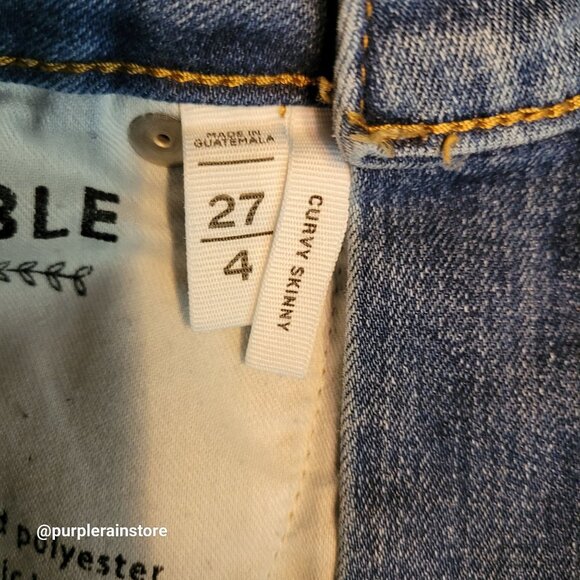 MADE IN
GUATEMALA
27
4
CURVY SKINNY
BLE
@purplerainstore
polyester